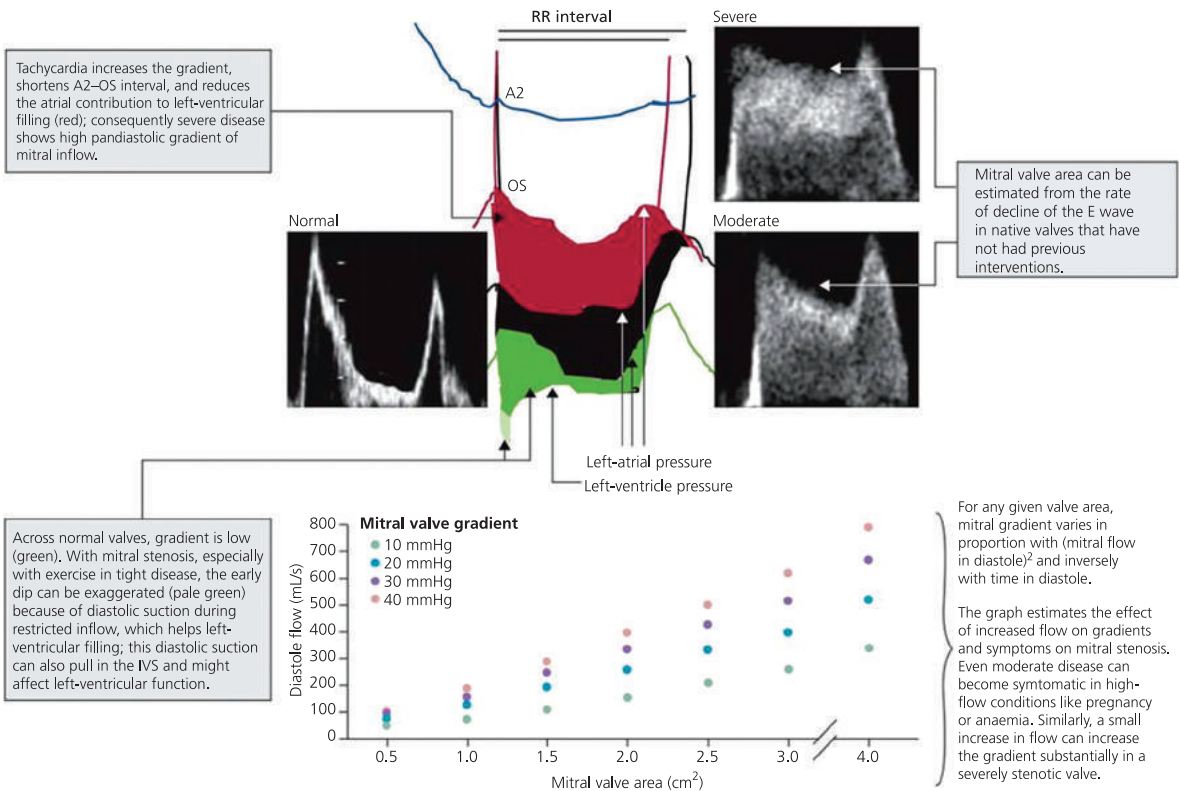 RR interval
Severe
Tachycardia increases the gradient,
shortens A2–OS interval, and reduces
the atrial contribution to left-ventricular
filling (red); consequently severe disease
shows high pandiastolic gradient of
mitral inflow.
A2
OS
Normal
Moderate
Mitral valve area can be
estimated from the rate
of decline of the E wave
in native valves that have
not had previous
interventions.
Left-atrial pressure
Left-ventricle pressure
Across normal valves, gradient is low
(green). With mitral stenosis, especially
with exercise in tight disease, the early
dip can be exaggerated (pale green)
because of diastolic suction during
restricted inflow, which helps left-
ventricular filling; this diastolic suction
can also pull in the IVS and might
affect left-ventricular function.
Mitral valve gradient
10 mmHg
20 mmHg
30 mmHg
40 mmHg
Diastole flow (mL/s)
800
700
600
500
400
300
200
100
0
0.5 1.0 1.5 2.0 2.5 3.0 4.0
Mitral valve area (cm²)
For any given valve area,
mitral gradient varies in
proportion with (mitral flow
in diastole)² and inversely
with time in diastole.
The graph estimates the effect
of increased flow on gradients
and symptoms on mitral stenosis.
Even moderate disease can
become symtomatic in high-
flow conditions like pregnancy
or anaemia. Similarly, a small
increase in flow can increase
the gradient substantially in a
severely stenotic valve.